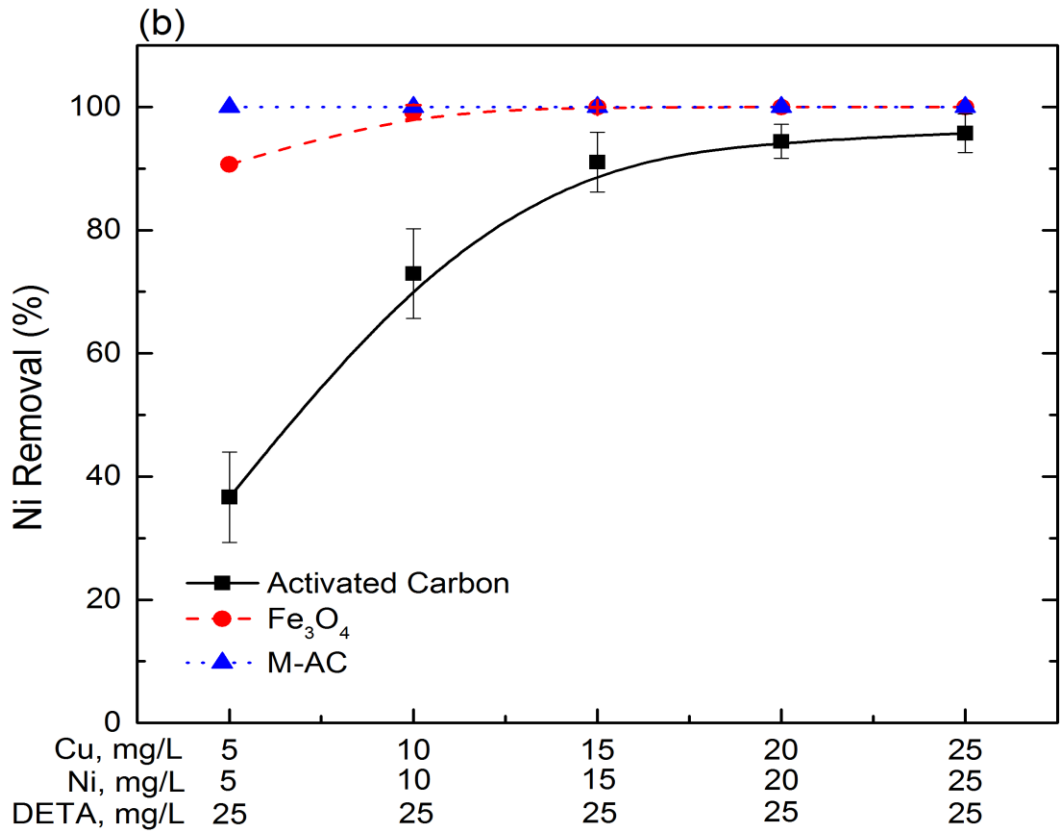 (b)
Ni Removal (%)
100
80
60
40
20
0
Activated Carbon
Fe₃O₄
M-AC
Cu, mg/L 5 10 15 20 25
Ni, mg/L 5 10 15 20 25
DETA, mg/L 25 25 25 25 25